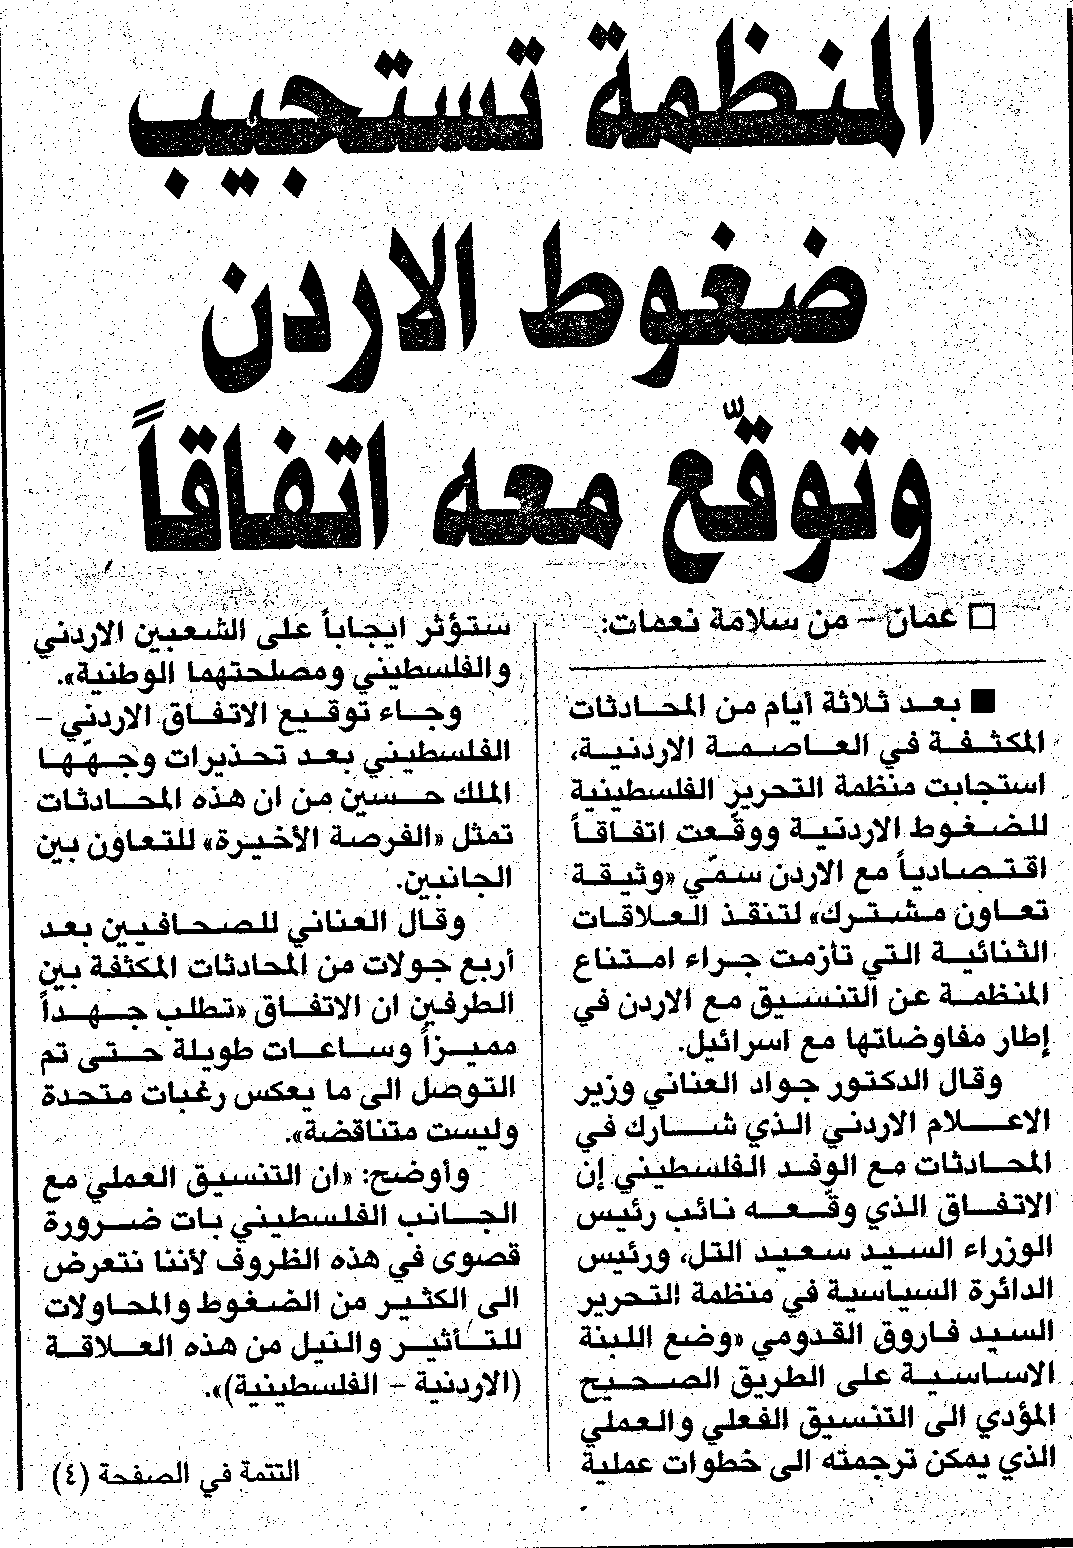 المنظمة تستجيب
ضغوط الاردن
وتوقّع معه اتفاقاً
□ عمان – من سلامة نعمات:
■ بعد ثلاثة أيام من المحادثات
المكثفة في العاصمة الاردنية،
استجابت منظمة التحرير الفلسطينية
للضغوط الاردنية ووقّعت اتفاقاً
اقتصادياً مع الاردن سمّي «وثيقة
تعاون مشترك» لتنقذ العلاقات
الثنائية التي تأزمت جراء امتناع
المنظمة عن التنسيق مع الاردن في
إطار مفاوضاتها مع اسرائيل.
وقال الدكتور جواد العناني وزير
الاعلام الاردني الذي شارك في
المحادثات مع الوفد الفلسطيني إن
الاتفاق الذي وقّعه نائب رئيس
الوزراء السيد سعيد التل، ورئيس
الدائرة السياسية في منظمة التحرير
السيد فاروق القدومي «وضع اللبنة
الاساسية على الطريق الصحيح
المؤدي الى التنسيق الفعلي والعملي
الذي يمكن ترجمته الى خطوات عملية
ستؤثر ايجاباً على الشعبين الاردني
والفلسطيني ومصلحتهما الوطنية».
وجاء توقيع الاتفاق الاردني –
الفلسطيني بعد تحذيرات وجهّها
الملك حسين من ان هذه المحادثات
تمثل «الفرصة الأخيرة» للتعاون بين
الجانبين.
وقال العناني للصحافيين بعد
أربع جولات من المحادثات المكثفة بين
الطرفين ان الاتفاق «تطلب جهداً
مميزاً وساعات طويلة حتى تم
التوصل الى ما يعكس رغبات متحدة
وليست متناقضة».
وأوضح: «ان التنسيق العملي مع
الجانب الفلسطيني بات ضرورة
قصوى في هذه الظروف لأننا نتعرض
الى الكثير من الضغوط والمحاولات
للتأثير والنيل من هذه العلاقة
(الاردنية – الفلسطينية)».
التتمة في الصفحة (٤)